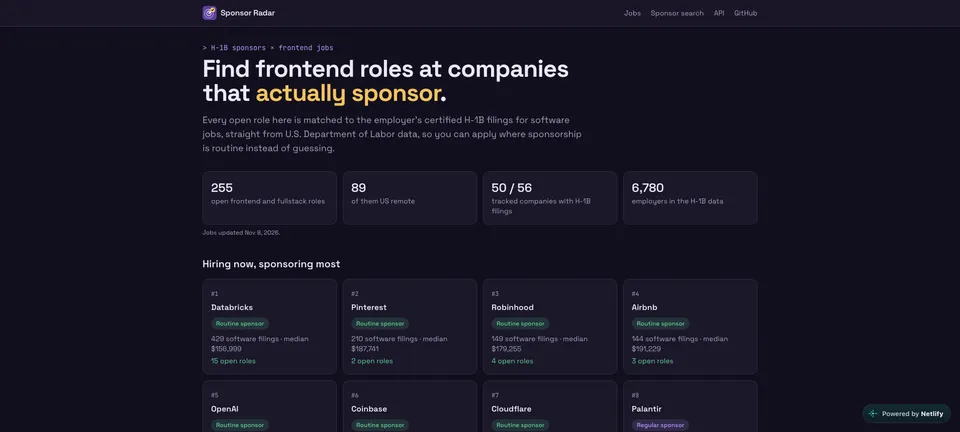 Sponsor Radar
Jobs Sponsor search API GitHub
> H-1B sponsors × frontend jobs
Find frontend roles at companies
that actually sponsor.
Every open role here is matched to the employer's certified H-1B filings for software
jobs, straight from U.S. Department of Labor data, so you can apply where sponsorship
is routine instead of guessing.
255
open frontend and fullstack roles
89
of them US remote
50 / 56
tracked companies with H-1B
filings
6,780
employers in the H-1B data
Jobs updated Nov 8, 2026.
Hiring now, sponsoring most
#1
Databricks
Routine sponsor
429 software filings · median
$156,999
15 open roles
#2
Pinterest
Routine sponsor
210 software filings · median
$187,741
2 open roles
#3
Robinhood
Routine sponsor
149 software filings · median
$179,255
4 open roles
#4
Airbnb
Routine sponsor
144 software filings · median
$191,229
3 open roles
#5
OpenAI
Routine sponsor
#6
Coinbase
Routine sponsor
#7
Cloudflare
Routine sponsor
#8
Palantir
Regular sponsor
Powered by Netlify